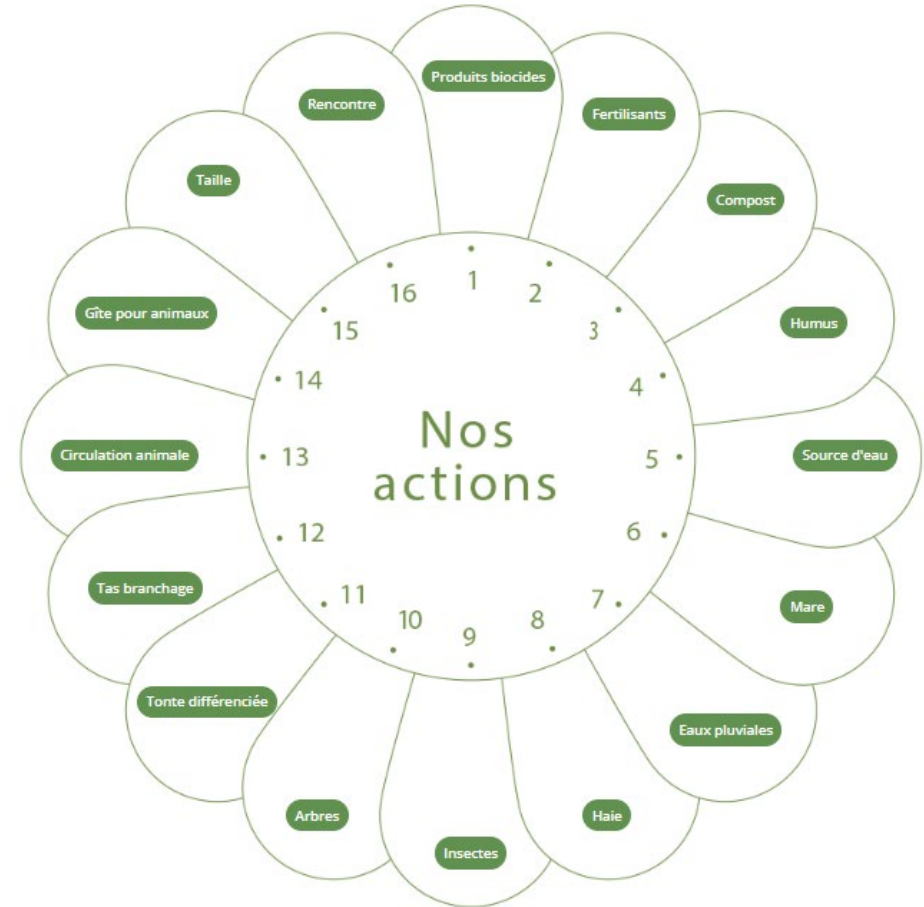 Produits biocides
Fertilisants
Compost
Humus
Source d'eau
Mare
Eaux pluviales
Haie
Insectes
Arbres
Tonte différenciée
Tas branchage
Circulation animale
Gîte pour animaux
Taille
Rencontre
1
2
3
4
5
6
7
8
9
10
11
12
13
14
15
16
Nos
actions